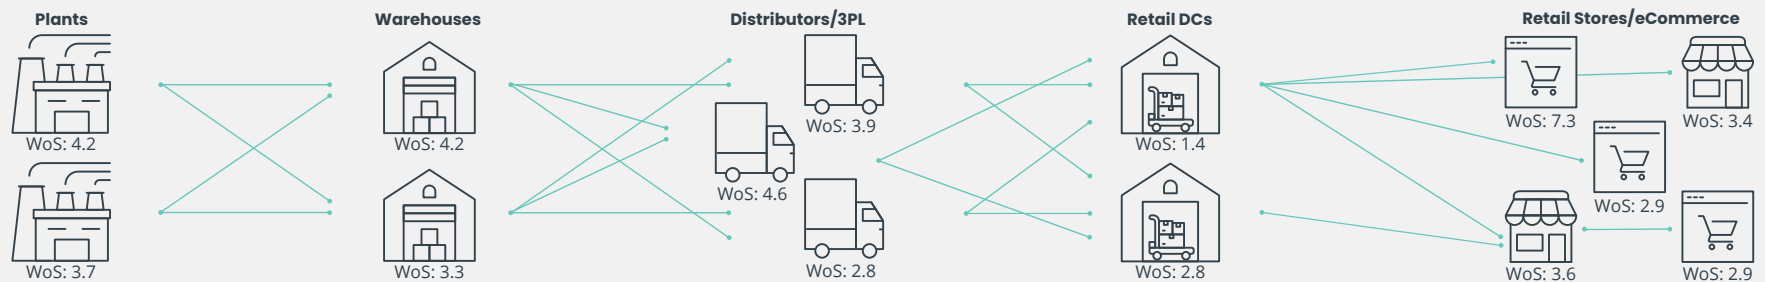 Plants
Warehouses
Distributors/3PL
Retail DCs
Retail Stores/eCommerce
WoS: 4.2
WoS: 4.2
WoS: 3.9
WoS: 4.6
WoS: 1.4
WoS: 7.3
WoS: 3.4
WoS: 2.9
WoS: 3.7
WoS: 3.3
WoS: 2.8
WoS: 2.8
WoS: 3.6
WoS: 2.9